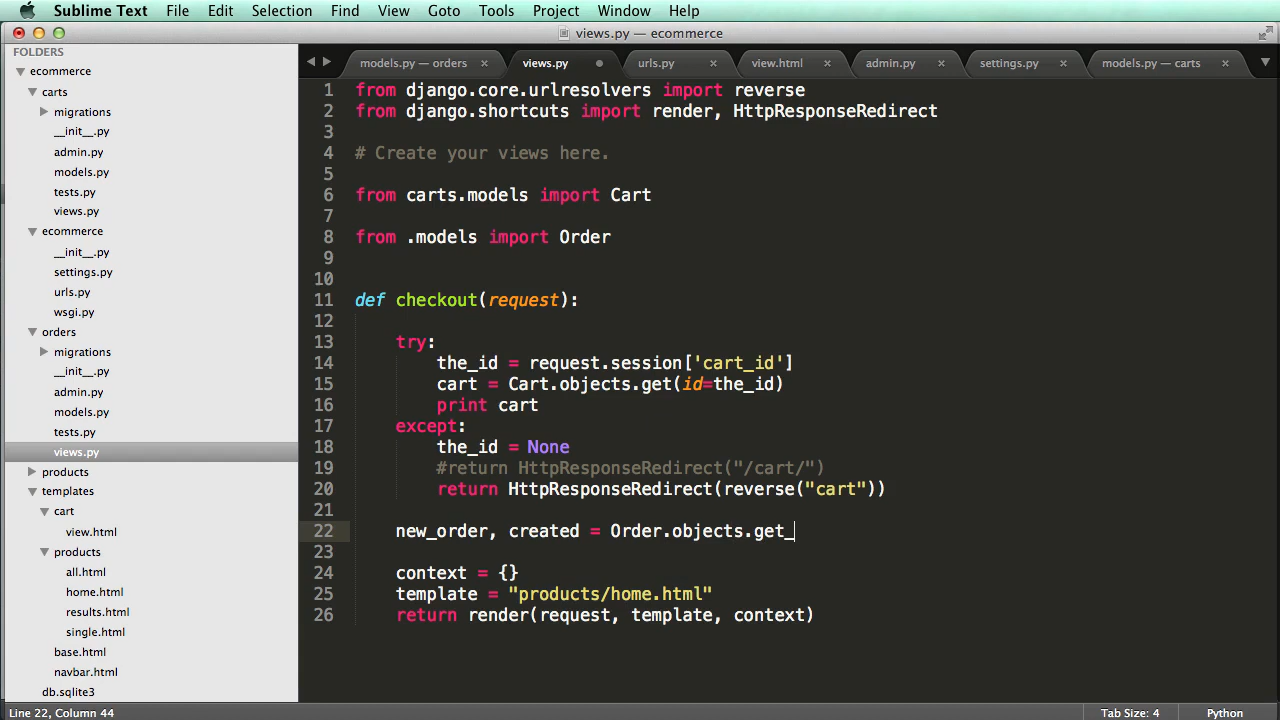 Sublime Text File Edit Selection Find View Goto Tools Project Window Help
views.py — ecommerce
FOLDERS
ecommerce
carts
migrations
__init__.py
admin.py
models.py
tests.py
views.py
ecommerce
__init__.py
settings.py
urls.py
wsgi.py
orders
migrations
__init__.py
admin.py
models.py
tests.py
views.py
products
templates
cart
view.html
products
all.html
home.html
results.html
single.html
base.html
navbar.html
db.sqlite3
models.py — orders views.py urls.py view.html admin.py settings.py models.py — carts
1 from django.core.urlresolvers import reverse
2 from django.shortcuts import render, HttpResponseRedirect
3
4 # Create your views here.
5
6 from carts.models import Cart
7
8 from .models import Order
9
10
11 def checkout(request):
12
13 try:
14 the_id = request.session['cart_id']
15 cart = Cart.objects.get(id=the_id)
16 print cart
17 except:
18 the_id = None
19 #return HttpResponseRedirect("/cart/")
20 return HttpResponseRedirect(reverse("cart"))
21
22 new_order, created = Order.objects.get_
23
24 context = {}
25 template = "products/home.html"
26 return render(request, template, context)
Line 22, Column 44 Tab Size: 4 Python